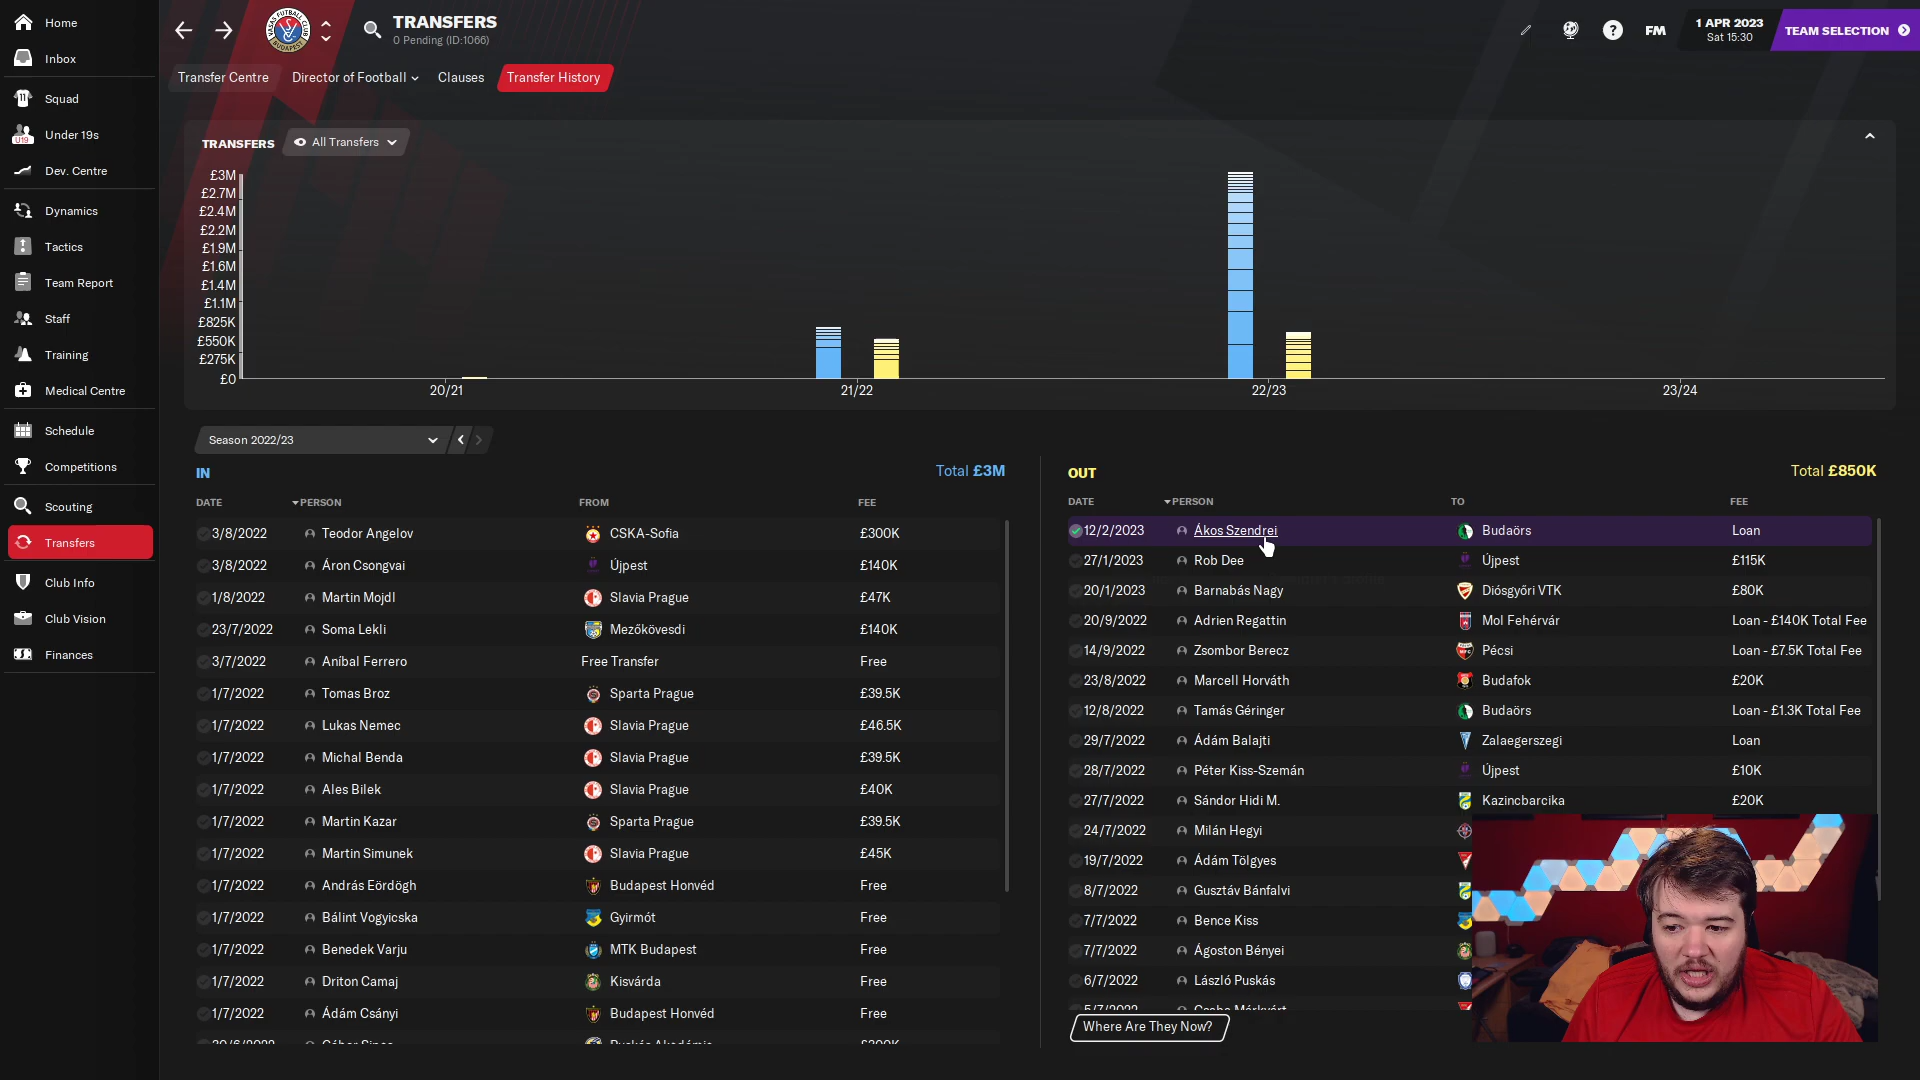 Home
Inbox
Squad
Under 19s
Dev. Centre
Dynamics
Tactics
Team Report
Staff
Training
Medical Centre
Schedule
Competitions
Scouting
Transfers
Club Info
Club Vision
Finances
TRANSFERS
0 Pending (ID:1066)
FM
1 APR 2023
Sat 15:30
TEAM SELECTION
Transfer Centre
Director of Football
Clauses
Transfer History
TRANSFERS
All Transfers
£3M
£2.7M
£2.4M
£2.2M
£1.9M
£1.6M
£1.4M
£1.1M
£825K
£550K
£275K
£0
20/21 21/22 22/23 23/24
Season 2022/23
IN Total £3M
DATE PERSON FROM FEE
3/8/2022 Teodor Angelov CSKA-Sofia £300K
3/8/2022 Áron Csongvai Újpest £140K
1/8/2022 Martin Mojdl Slavia Prague £47K
23/7/2022 Soma Lekli Mezőkövesdi £140K
3/7/2022 Aníbal Ferrero Free Transfer Free
1/7/2022 Tomas Broz Sparta Prague £39.5K
1/7/2022 Lukas Nemec Slavia Prague £46.5K
1/7/2022 Michal Benda Slavia Prague £39.5K
1/7/2022 Ales Bilek Slavia Prague £40K
1/7/2022 Martin Kazar Sparta Prague £39.5K
1/7/2022 Martin Simunek Slavia Prague £45K
1/7/2022 András Eördögh Budapest Honvéd Free
1/7/2022 Bálint Vogyicska Gyirmót Free
1/7/2022 Benedek Varju MTK Budapest Free
1/7/2022 Driton Camaj Kisvárda Free
1/7/2022 Ádám Csányi Budapest Honvéd Free
OUT Total £850K
DATE PERSON TO FEE
12/2/2023 Ákos Szendrei Budaörs Loan
27/1/2023 Rob Dee Újpest £115K
20/1/2023 Barnabás Nagy Diósgyőri VTK £80K
20/9/2022 Adrien Regattin Mol Fehérvár Loan - £140K Total Fee
14/9/2022 Zsombor Berecz Pécsi Loan - £7.5K Total Fee
23/8/2022 Marcell Horváth Budafok £20K
12/8/2022 Tamás Géringer Budaörs Loan - £1.3K Total Fee
29/7/2022 Ádám Balajti Zalaegerszegi Loan
28/7/2022 Péter Kiss-Szemán Újpest £10K
27/7/2022 Sándor Hidi M. Kazincbarcika £20K
24/7/2022 Milán Hegyi
19/7/2022 Ádám Tölgyes
8/7/2022 Gusztáv Bánfalvi
7/7/2022 Bence Kiss
7/7/2022 Ágoston Bényei
6/7/2022 László Puskás
Where Are They Now?